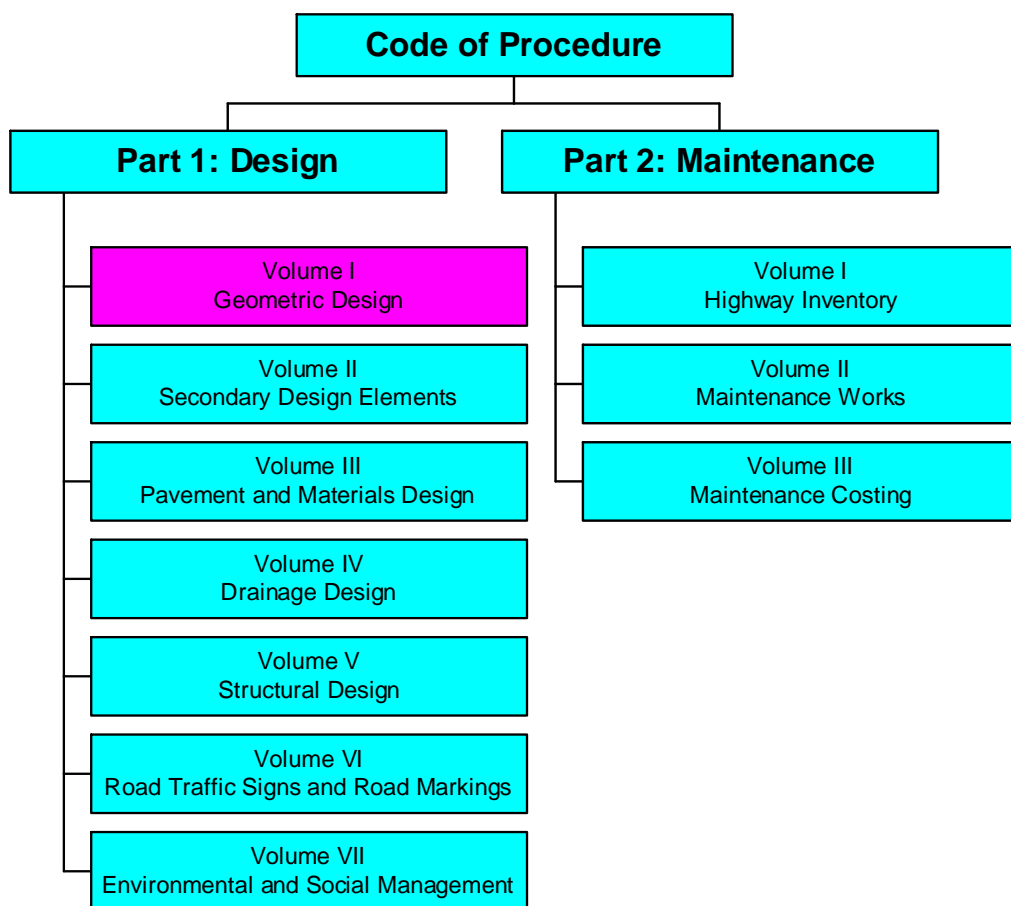 Code of Procedure
Part 1: Design
Volume I
Geometric Design
Volume II
Secondary Design Elements
Volume III
Pavement and Materials Design
Volume IV
Drainage Design
Volume V
Structural Design
Volume VI
Road Traffic Signs and Road Markings
Volume VII
Environmental and Social Management
Part 2: Maintenance
Volume I
Highway Inventory
Volume II
Maintenance Works
Volume III
Maintenance Costing